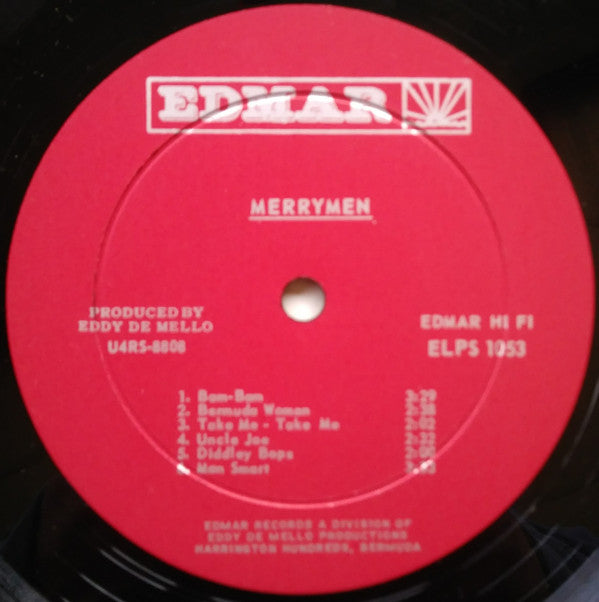 EDMAR
MERRYMEN
PRODUCED BY
EDDY DE MELLO
U4RS-8808
EDMAR HI FI
ELPS 1053
1. Bam-Bam
2. Bermuda Woman
3. Take Me - Take Me
4. Uncle Joe
5. Diddley Bops
6. Man Smart
EDMAR RECORDS A DIVISION OF
EDDY DE MELLO PRODUCTIONS
HARRINGTON HUNDREDS, BERMUDA